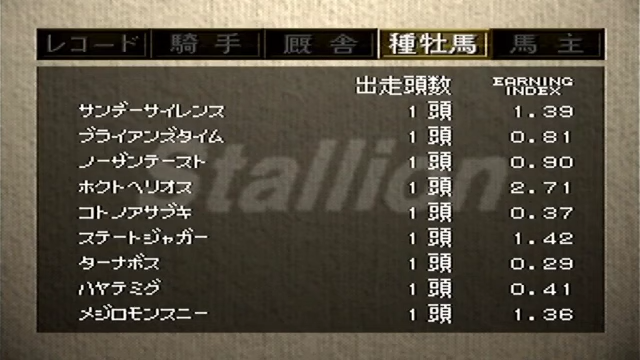 レコード 騎手 厩舎 種牡馬 馬主
出走頭数 EARNING INDEX
Stallion
サンデーサイレンス 1頭 1.39
ブライアンズタイム 1頭 0.81
ノーザンテースト 1頭 0.90
ホクトヘリオス 1頭 2.71
コトノアサブキ 1頭 0.37
ステートジャガー 1頭 1.42
ターナボス 1頭 0.29
ハヤテミグ 1頭 0.41
メジロモンスニー 1頭 1.36